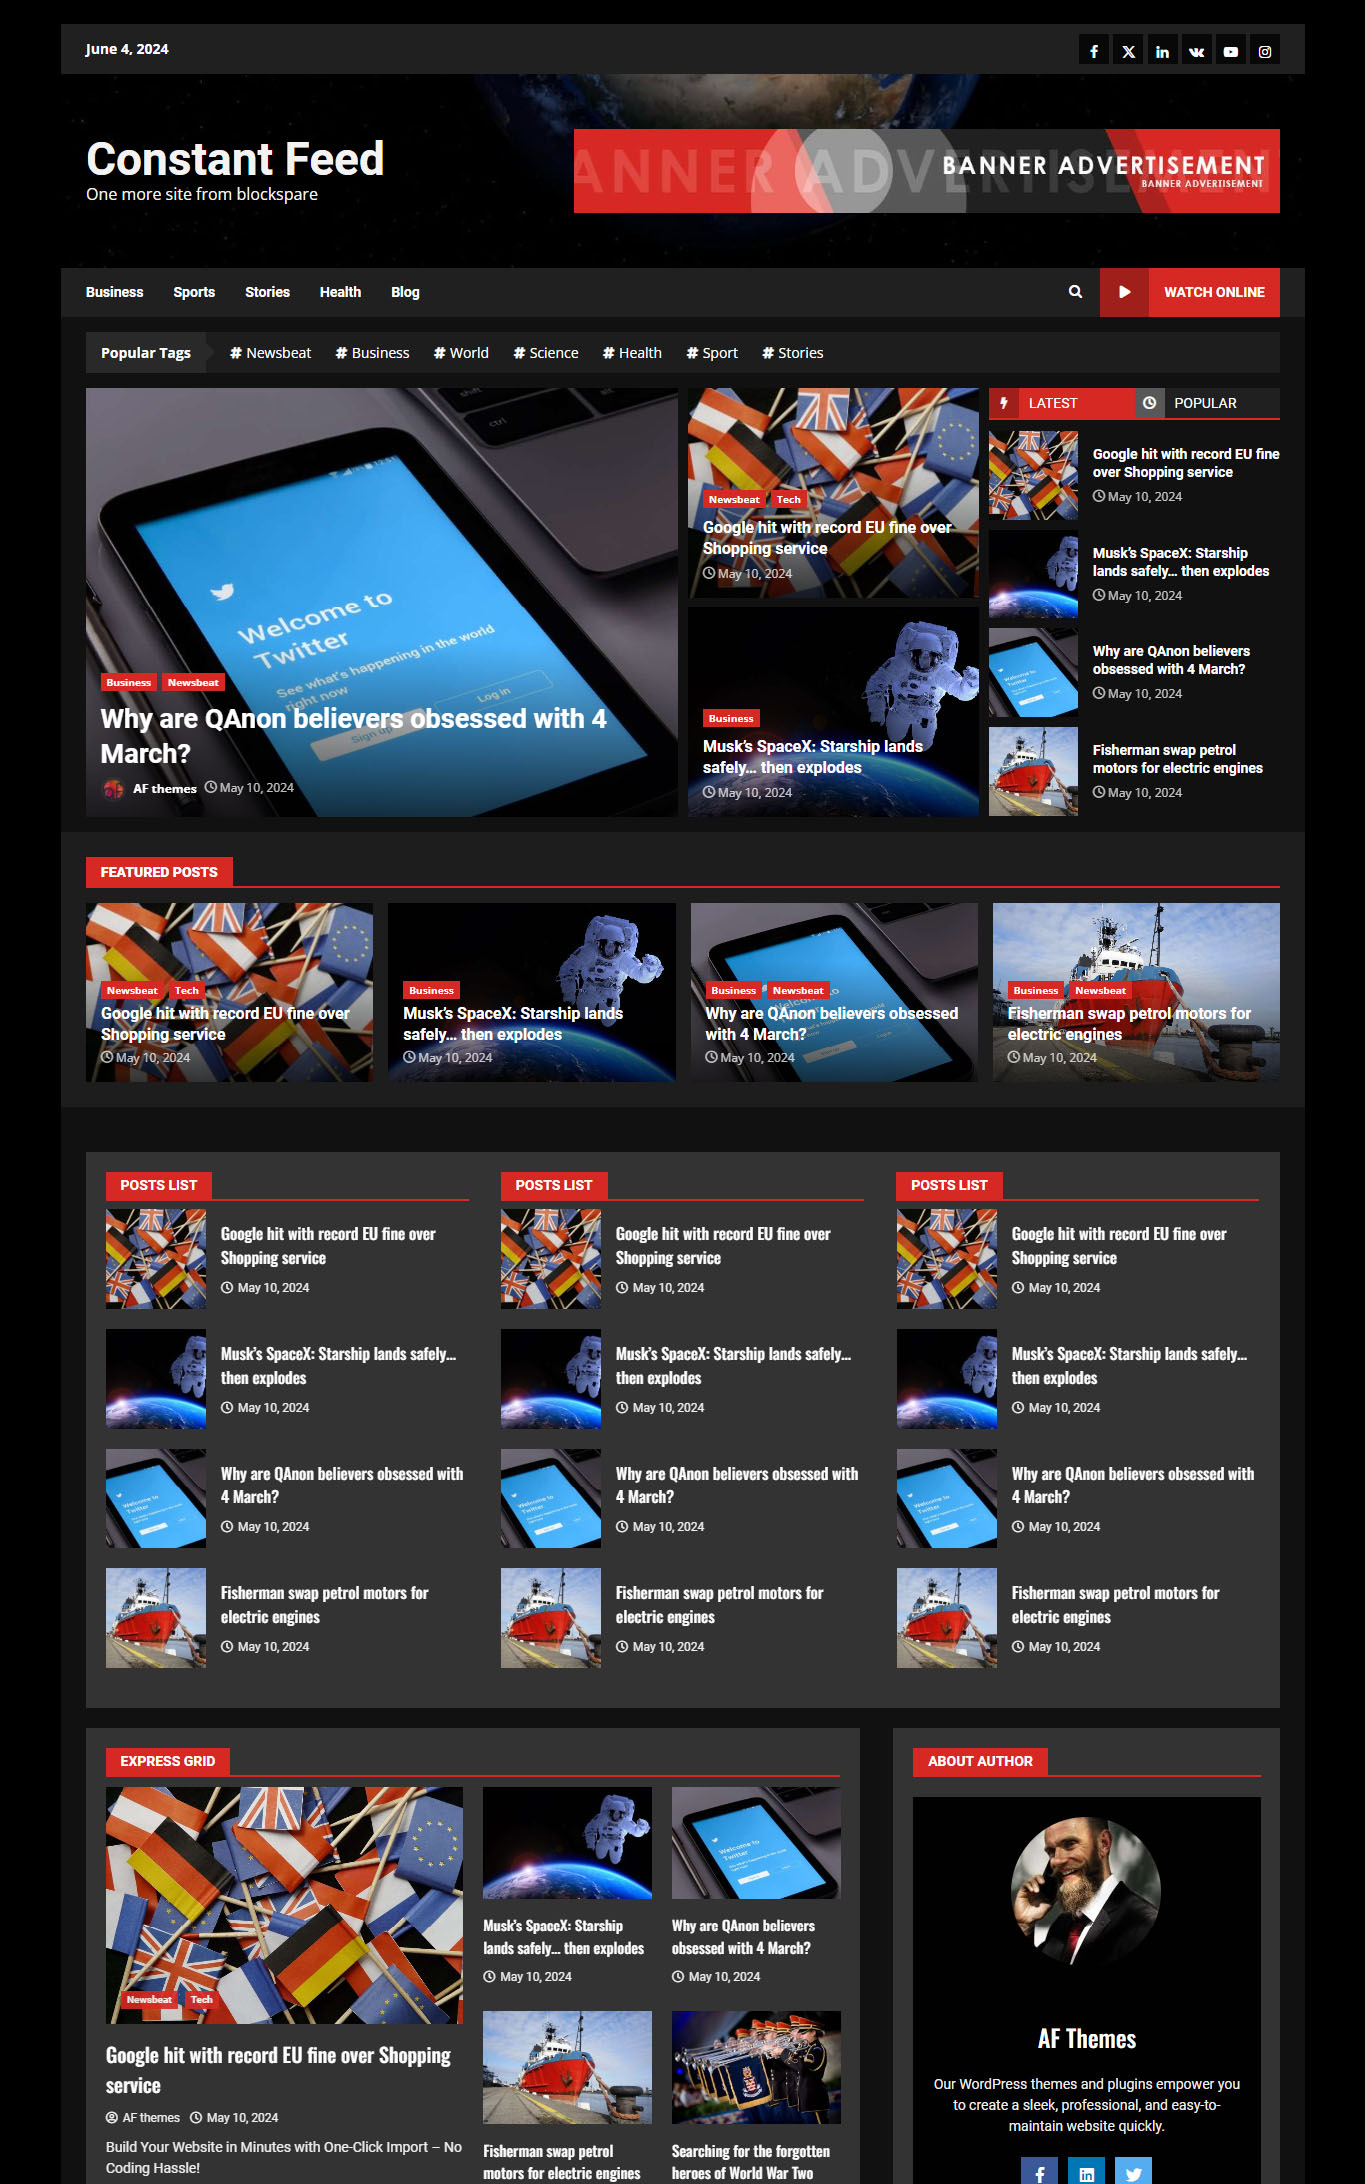 June 4, 2024
Constant Feed
One more site from blockspare
BANNER ADVERTISEMENT
BANNER ADVERTISEMENT
Business Sports Stories Health Blog
WATCH ONLINE
Popular Tags # Newsbeat # Business # World # Science # Health # Sport # Stories
Welcome to
Twitter
See what's happening in the world
right now
Log in
Sign up
Business Newsbeat
Why are QAnon believers obsessed with 4
March?
AF themes May 10, 2024
Newsbeat Tech
Google hit with record EU fine over
Shopping service
May 10, 2024
Business
Musk's SpaceX: Starship lands
safely... then explodes
May 10, 2024
LATEST POPULAR
Google hit with record EU fine
over Shopping service
May 10, 2024
Musk's SpaceX: Starship
lands safely... then explodes
May 10, 2024
Why are QAnon believers
obsessed with 4 March?
May 10, 2024
Fisherman swap petrol
motors for electric engines
May 10, 2024
FEATURED POSTS
Newsbeat Tech
Google hit with record EU fine over
Shopping service
May 10, 2024
Business
Musk's SpaceX: Starship lands
safely... then explodes
May 10, 2024
Business Newsbeat
Why are QAnon believers obsessed
with 4 March?
May 10, 2024
Business Newsbeat
Fisherman swap petrol motors for
electric engines
May 10, 2024
POSTS LIST
Google hit with record EU fine over
Shopping service
May 10, 2024
Musk's SpaceX: Starship lands safely...
then explodes
May 10, 2024
Why are QAnon believers obsessed with
4 March?
May 10, 2024
Fisherman swap petrol motors for
electric engines
May 10, 2024
POSTS LIST
Google hit with record EU fine over
Shopping service
May 10, 2024
Musk's SpaceX: Starship lands safely...
then explodes
May 10, 2024
Why are QAnon believers obsessed with
4 March?
May 10, 2024
Fisherman swap petrol motors for
electric engines
May 10, 2024
POSTS LIST
Google hit with record EU fine over
Shopping service
May 10, 2024
Musk's SpaceX: Starship lands safely...
then explodes
May 10, 2024
Why are QAnon believers obsessed with
4 March?
May 10, 2024
Fisherman swap petrol motors for
electric engines
May 10, 2024
EXPRESS GRID
Newsbeat Tech
Google hit with record EU fine over Shopping
service
AF themes May 10, 2024
Build Your Website in Minutes with One-Click Import – No
Coding Hassle!
Musk's SpaceX: Starship
lands safely... then explodes
May 10, 2024
Welcome to
Twitter
Why are QAnon believers
obsessed with 4 March?
May 10, 2024
Fisherman swap petrol
motors for electric engines
Searching for the forgotten
heroes of World War Two
ABOUT AUTHOR
AF Themes
Our WordPress themes and plugins empower you
to create a sleek, professional, and easy-to-
maintain website quickly.